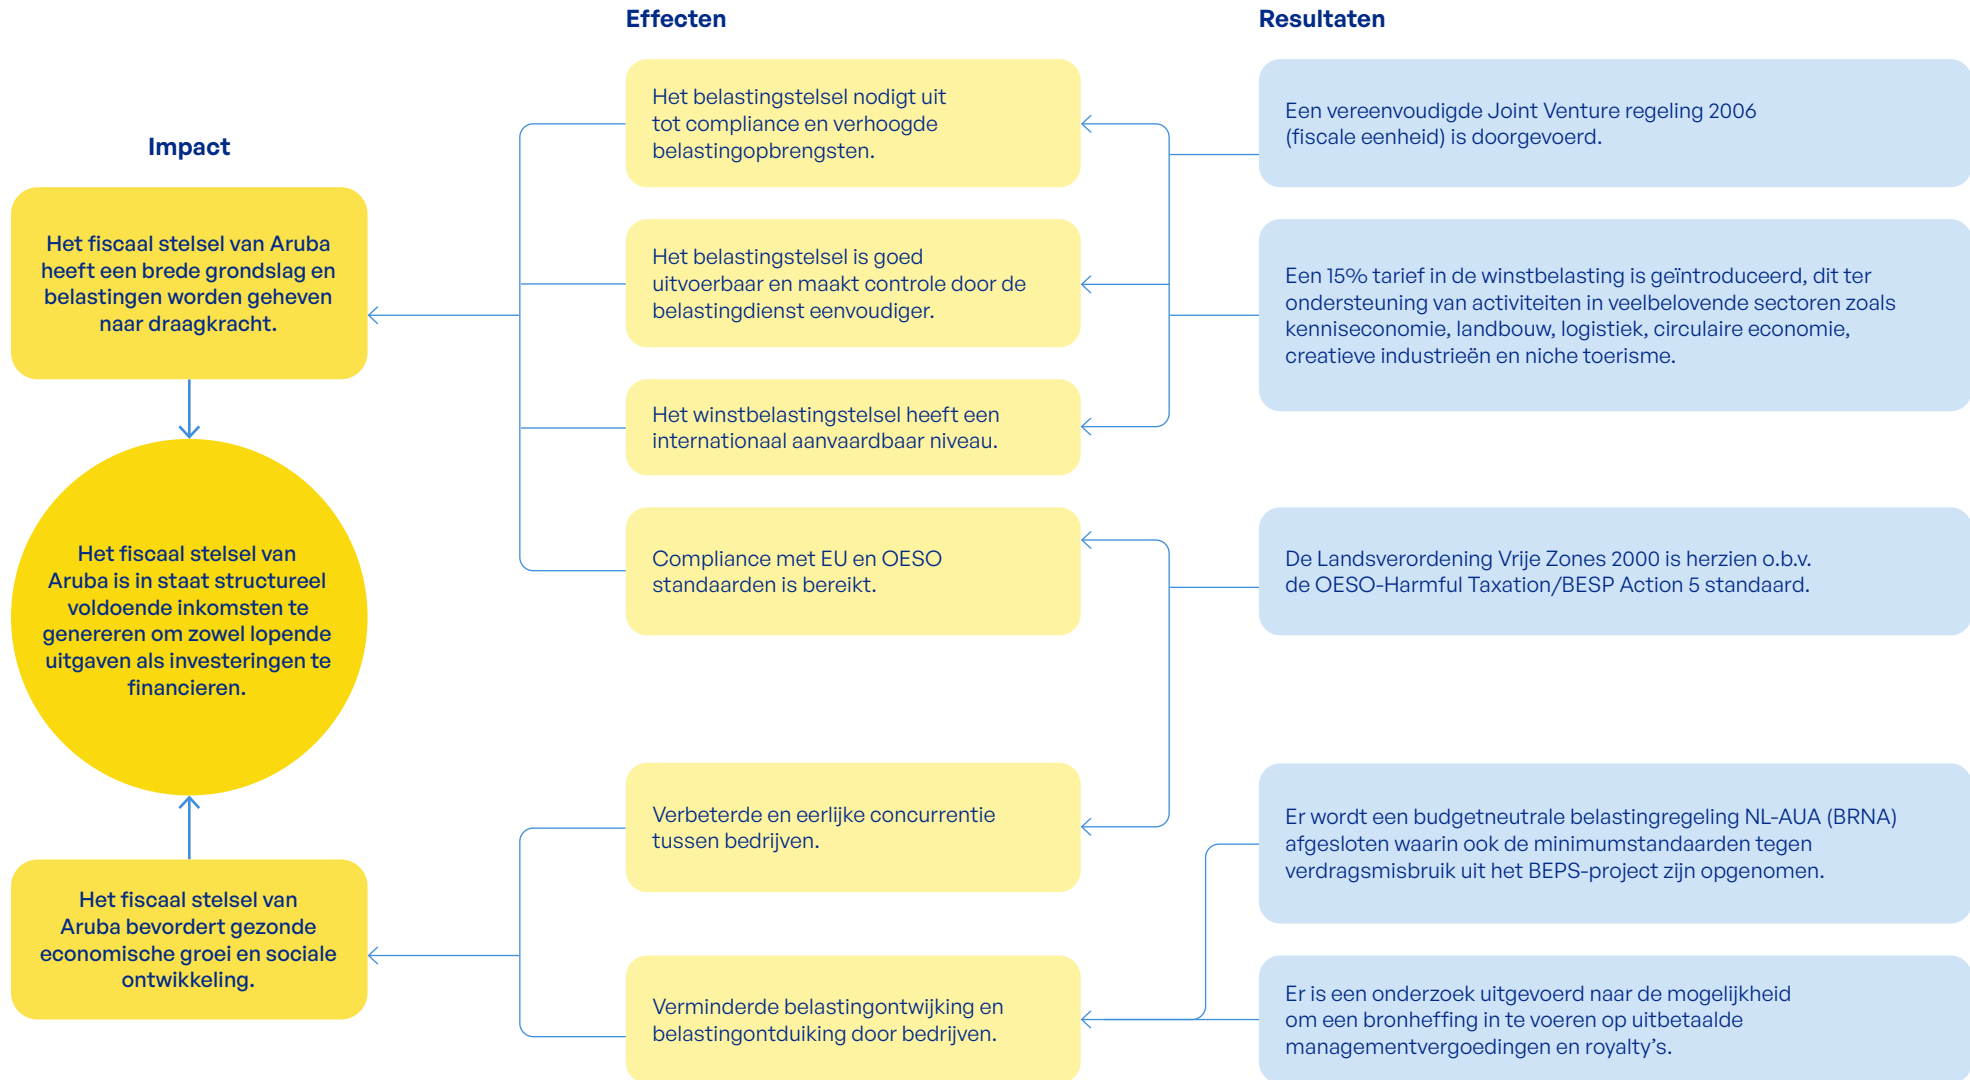 Impact
Het fiscaal stelsel van Aruba
heeft een brede grondslag en
belastingen worden geheven
naar draagkracht.
Het fiscaal stelsel van
Aruba is in staat structureel
voldoende inkomsten te
genereren om zowel lopende
uitgaven als investeringen te
financieren.
Het fiscaal stelsel van
Aruba bevordert gezonde
economische groei en sociale
ontwikkeling.
Effecten
Het belastingstelsel nodigt uit
tot compliance en verhoogde
belastingopbrengsten.
Het belastingstelsel is goed
uitvoerbaar en maakt controle door de
belastingdienst eenvoudiger.
Het winstbelastingstelsel heeft een
internationaal aanvaardbaar niveau.
Compliance met EU en OESO
standaarden is bereikt.
Verbeterde en eerlijke concurrentie
tussen bedrijven.
Verminderde belastingontwijking en
belastingontduiking door bedrijven.
Resultaten
Een vereenvoudigde Joint Venture regeling 2006
(fiscale eenheid) is doorgevoerd.
Een 15% tarief in de winstbelasting is geïntroduceerd, dit ter
ondersteuning van activiteiten in veelbelovende sectoren zoals
kenniseconomie, landbouw, logistiek, circulaire economie,
creatieve industrieën en niche toerisme.
De Landsverordening Vrije Zones 2000 is herzien o.b.v.
de OESO-Harmful Taxation/BESP Action 5 standaard.
Er wordt een budgetneutrale belastingregeling NL-AUA (BRNA)
afgesloten waarin ook de minimumstandaarden tegen
verdragsmisbruik uit het BEPS-project zijn opgenomen.
Er is een onderzoek uitgevoerd naar de mogelijkheid
om een bronheffing in te voeren op uitbetaalde
managementvergoedingen en royalty’s.